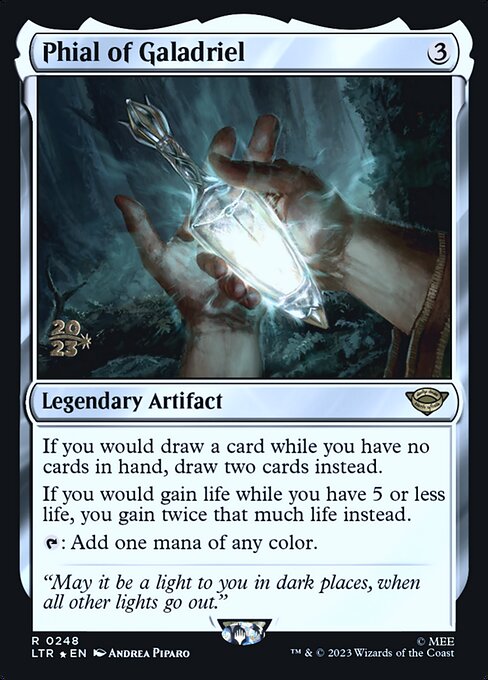 Phial of Galadriel 3
20
23
Legendary Artifact
If you would draw a card while you have no
cards in hand, draw two cards instead.
If you would gain life while you have 5 or less
life, you gain twice that much life instead.
: Add one mana of any color.
“May it be a light to you in dark places, when
all other lights go out.”
R 0248
LTR ★ EN Andrea Piparo
© MEE
™ & © 2023 Wizards of the Coast